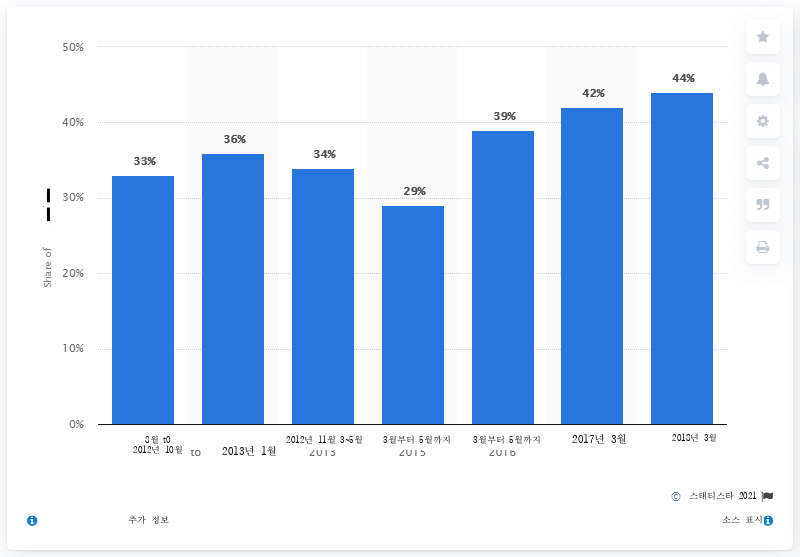 50%
40%
30%
20%
10%
0%
Share of
33%
36%
34%
29%
39%
42%
44%
3월 to
2012년 10월
to
2013년 1월
2012년 11월 3~5월
2013
3월부터 5월까지
2015
3월부터 5월까지
2016
2017년 3월
2018년 3월
© 스태티스타 2021
추가 정보
소스 표시